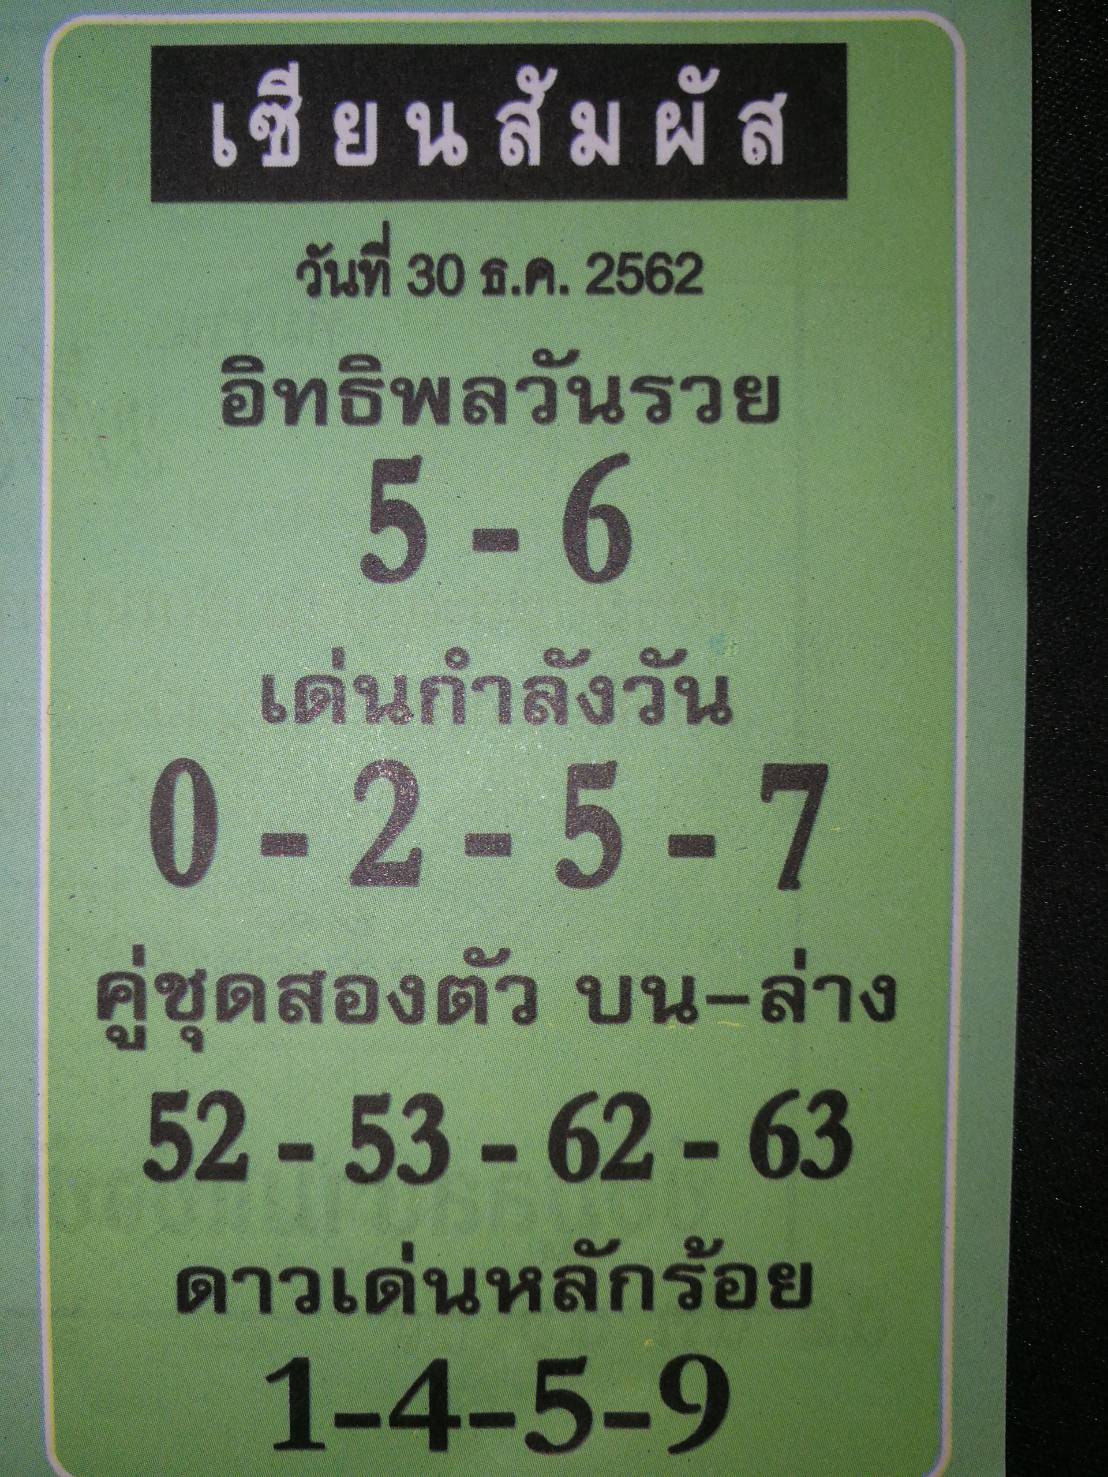 เซียนสัมผัส
วันที่ 30 ธ.ค. 2562
อิทธิพลวันรวย
5 - 6
เด่นกำลังวัน
0 - 2 - 5 - 7
คู่ชุดสองตัว บน-ล่าง
52 - 53 - 62 - 63
ดาวเด่นหลักร้อย
1-4-5-9